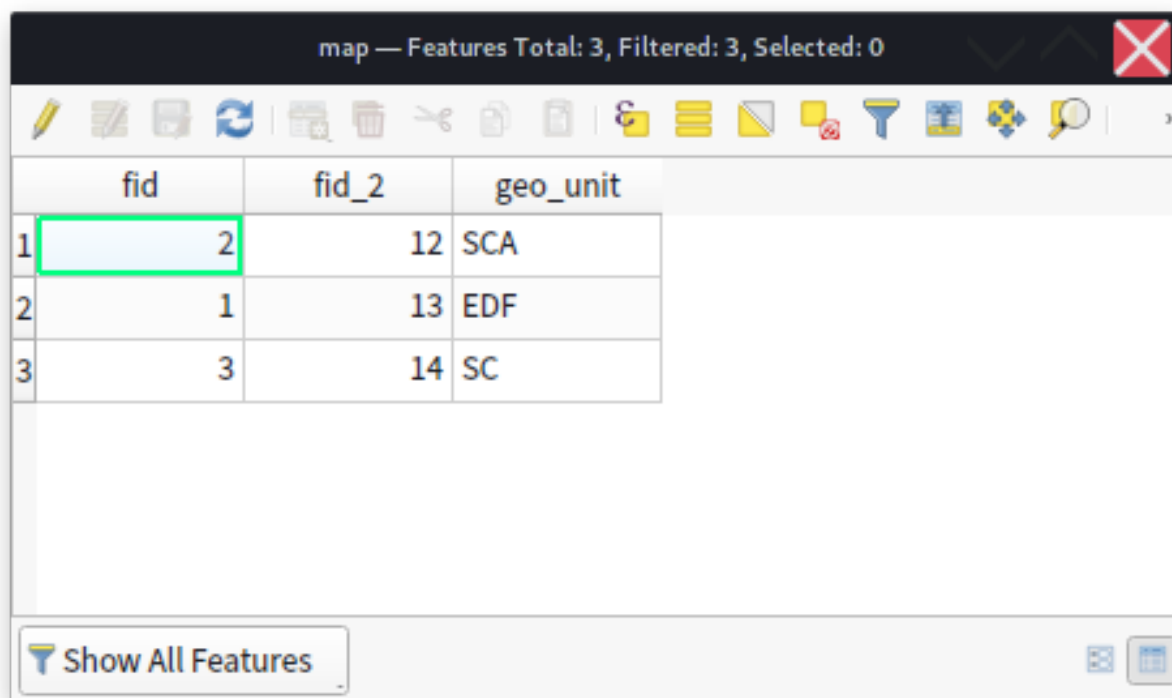 map — Features Total: 3, Filtered: 3, Selected: 0
fid fid_2 geo_unit
1 2 12 SCA
2 1 13 EDF
3 3 14 SC
Show All Features